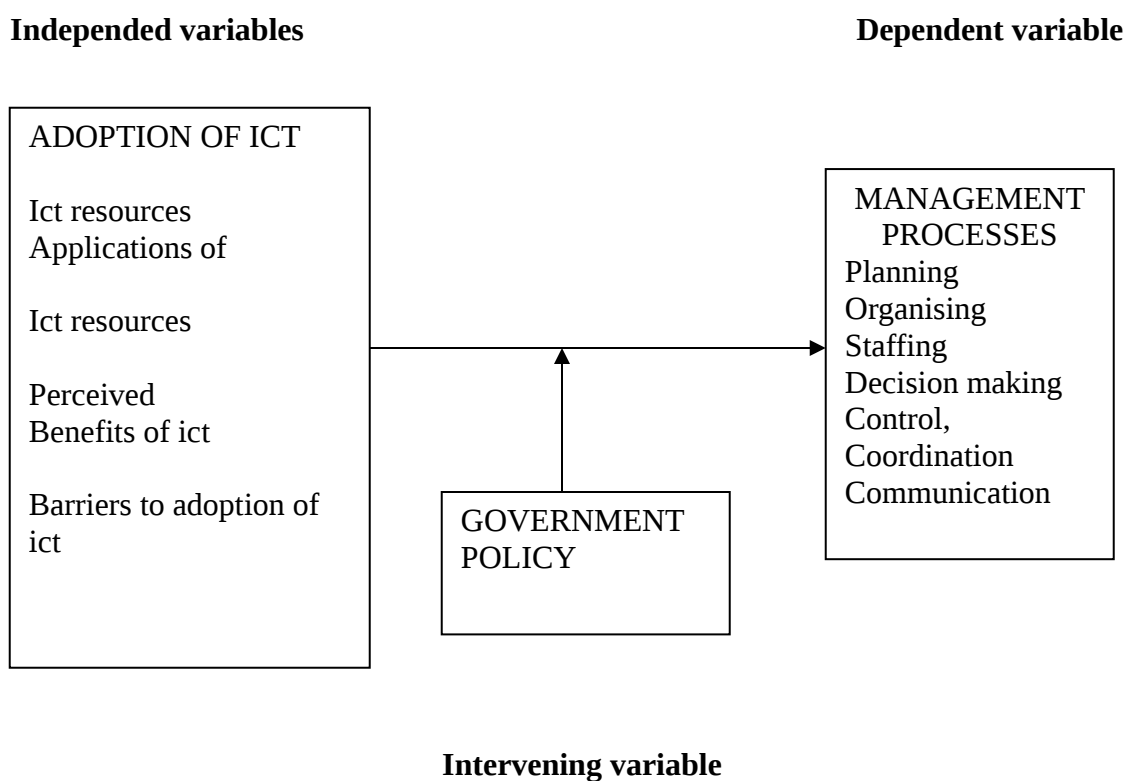 Independed variables
Dependent variable
ADOPTION OF ICT
Ict resources
Applications of
Ict resources
Perceived
Benefits of ict
Barriers to adoption of
ict
GOVERNMENT
POLICY
MANAGEMENT
PROCESSES
Planning
Organising
Staffing
Decision making
Control,
Coordination
Communication
Intervening variable